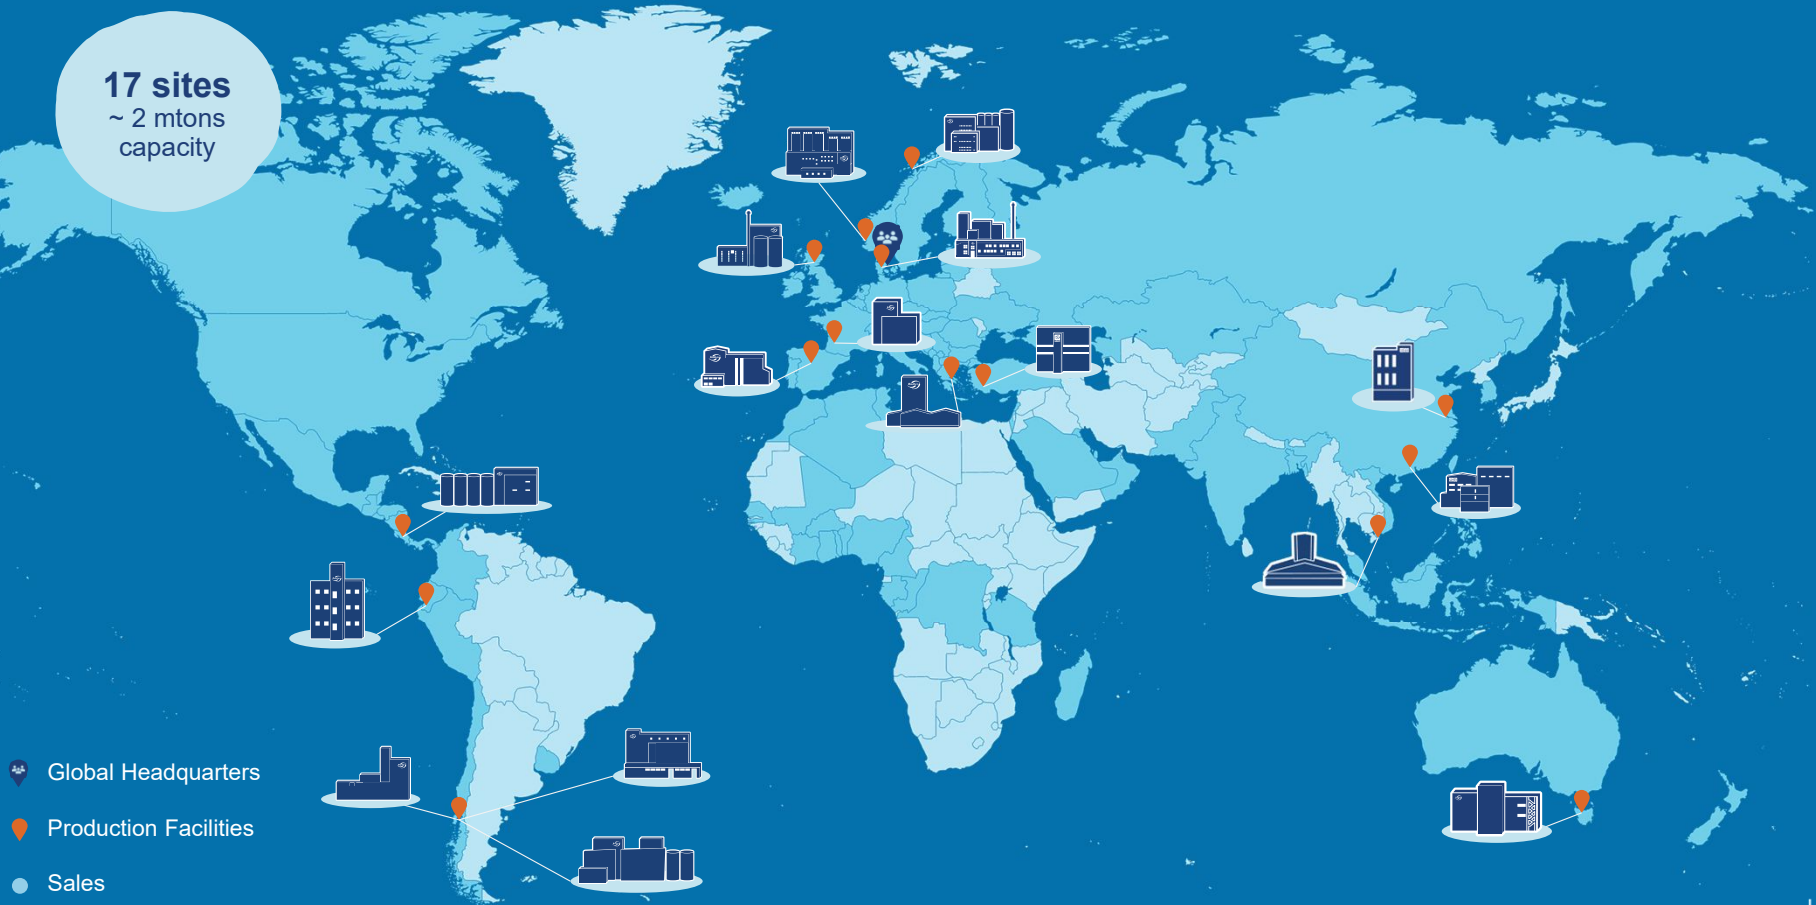 17 sites
~ 2 mtons
capacity
Global Headquarters
Production Facilities
Sales